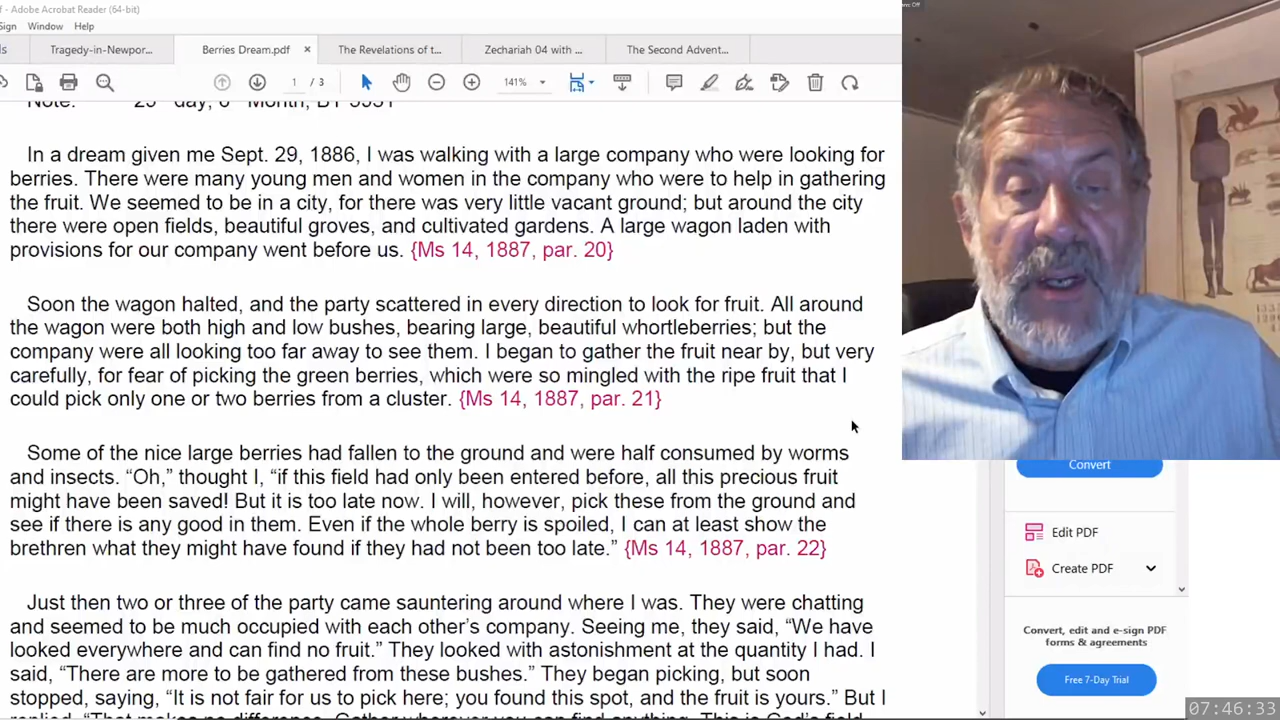 f - Adobe Acrobat Reader (64-bit)
Sign Window Help
Tragedy-in-Newpor... Berries Dream.pdf × The Revelations of t... Zechariah 04 with ... The Second Advent...
1 / 3 141%
In a dream given me Sept. 29, 1886, I was walking with a large company who were looking for
berries. There were many young men and women in the company who were to help in gathering
the fruit. We seemed to be in a city, for there was very little vacant ground; but around the city
there were open fields, beautiful groves, and cultivated gardens. A large wagon laden with
provisions for our company went before us. {Ms 14, 1887, par. 20}
Soon the wagon halted, and the party scattered in every direction to look for fruit. All around
the wagon were both high and low bushes, bearing large, beautiful whortleberries; but the
company were all looking too far away to see them. I began to gather the fruit near by, but very
carefully, for fear of picking the green berries, which were so mingled with the ripe fruit that I
could pick only one or two berries from a cluster. {Ms 14, 1887, par. 21}
Some of the nice large berries had fallen to the ground and were half consumed by worms
and insects. “Oh,” thought I, “if this field had only been entered before, all this precious fruit
might have been saved! But it is too late now. I will, however, pick these from the ground and
see if there is any good in them. Even if the whole berry is spoiled, I can at least show the
brethren what they might have found if they had not been too late.” {Ms 14, 1887, par. 22}
Just then two or three of the party came sauntering around where I was. They were chatting
and seemed to be much occupied with each other’s company. Seeing me, they said, “We have
looked everywhere and can find no fruit.” They looked with astonishment at the quantity I had. I
said, “There are more to be gathered from these bushes.” They began picking, but soon
stopped, saying, “It is not fair for us to pick here; you found this spot, and the fruit is yours.” But I
replied, “That makes no difference. Gather wherever you can find anything. This is God’s field
Convert
Edit PDF
Create PDF
Convert, edit and e-sign PDF
forms & agreements
Free 7-Day Trial
07:46:33